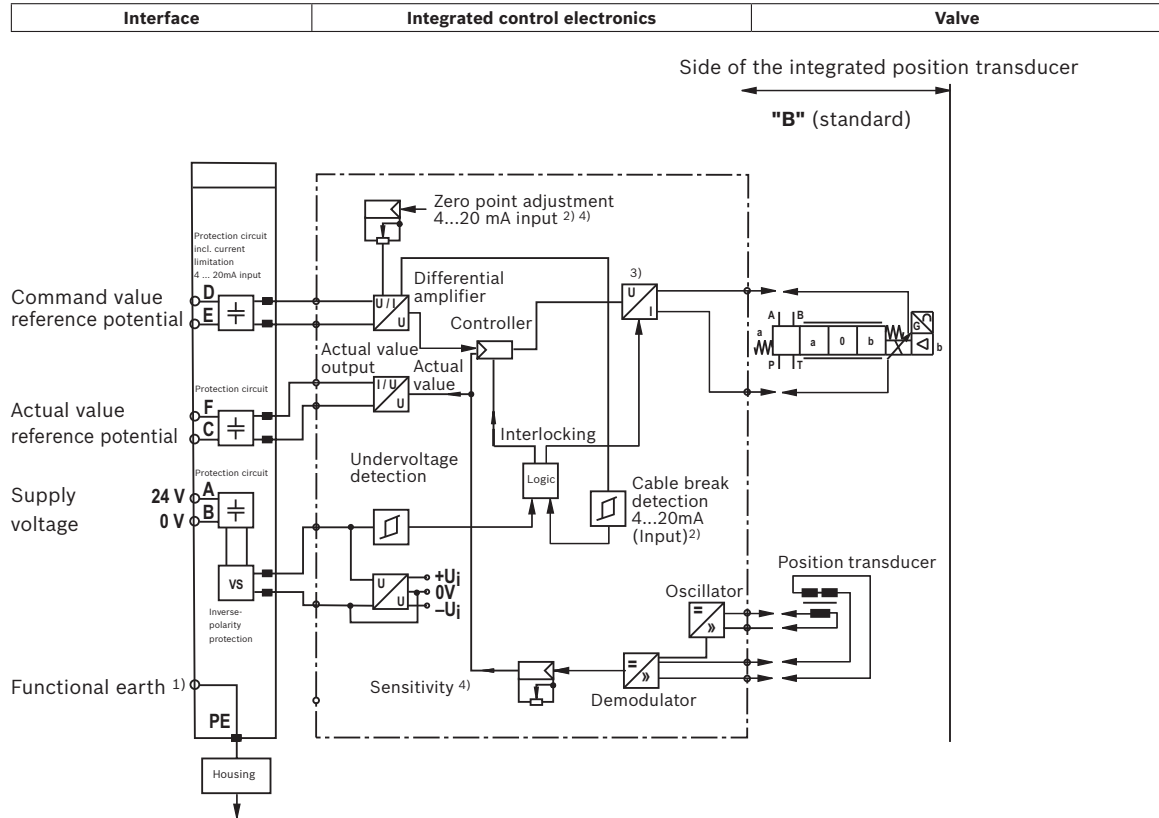 Interface
Integrated control electronics
Valve
Side of the integrated position transducer
"B" (standard)
Zero point adjustment
4...20 mA input 2) 4)
Protection circuit
incl. current
limitation
4 ... 20mA input
Command value
reference potential
D
E
U / I
U
Differential
amplifier
Controller
3)
U
I
A
B
a
a
0
b
G
b
P
T
Actual value
output
Actual
value
I / U
U
Protection circuit
Actual value
reference potential
F
C
Interlocking
Undervoltage
detection
Logic
Cable break
detection
4...20mA
(Input)2)
Protection circuit
Supply
voltage
24 V
0 V
A
B
VS
Inverse-
polarity
protection
U
U
+Ui
0V
–Ui
Position transducer
Oscillator
=
»
Sensitivity 4)
=
»
Demodulator
Functional earth 1)
PE
Housing